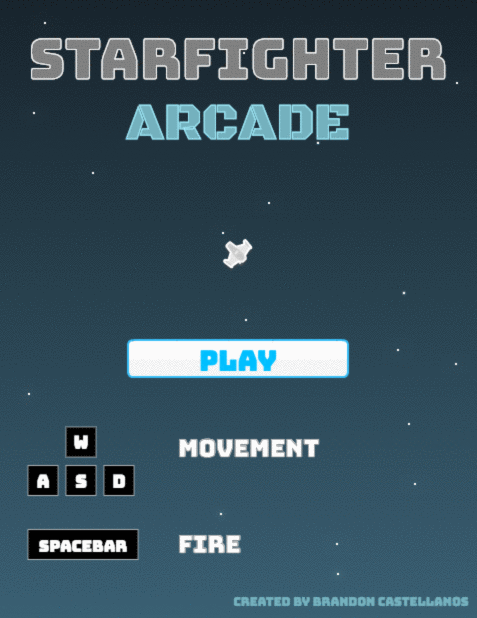 STARFIGHTER
ARCADE
PLAY
W
MOVEMENT
A S D
SPACEBAR
FIRE
CREATED BY BRANDON CASTELLANOS